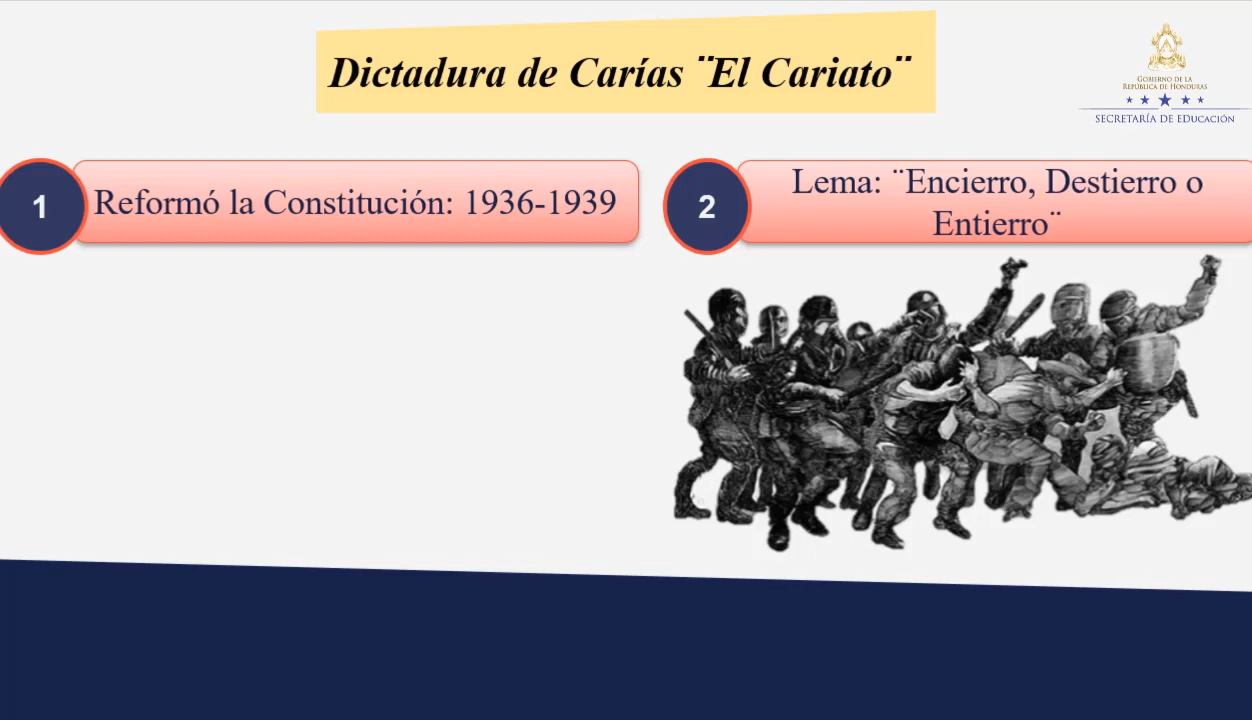 Dictadura de Carías ¨El Cariato¨
GOBIERNO DE LA
REPÚBLICA DE HONDURAS
SECRETARÍA DE EDUCACIÓN
1
Reformó la Constitución: 1936-1939
2
Lema: ¨Encierro, Destierro o
Entierro¨